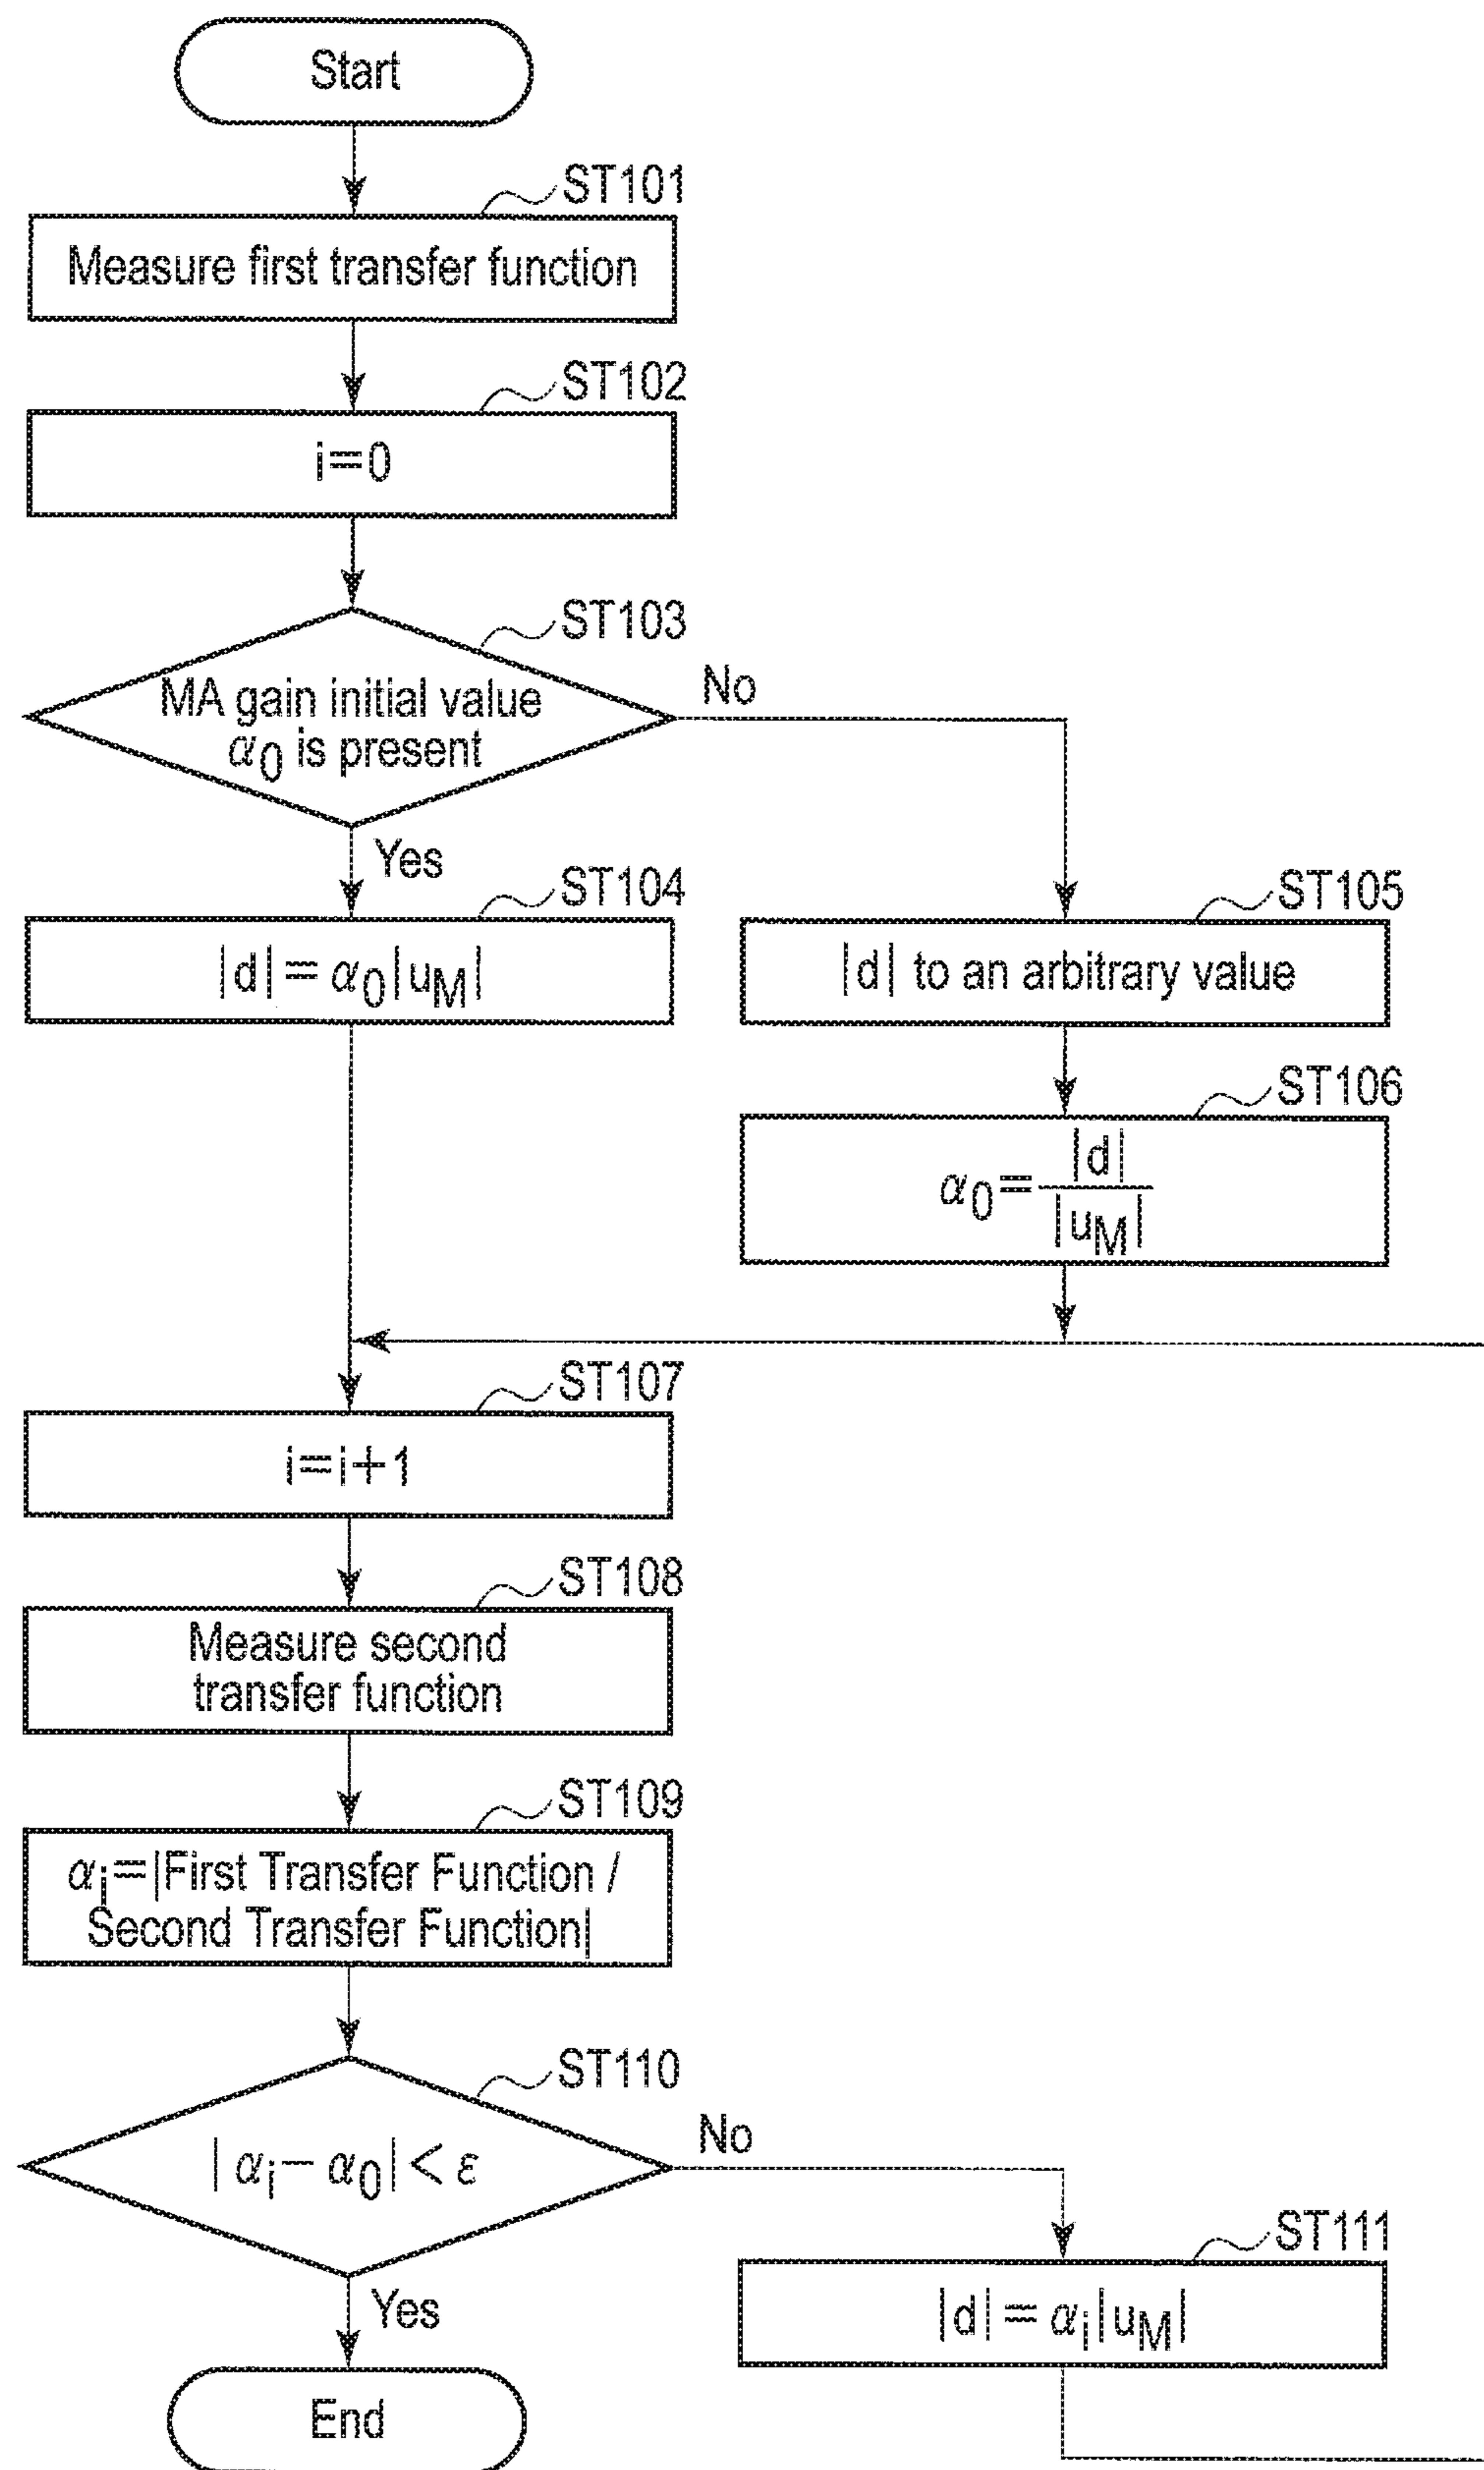 Start
ST101
Measure first transfer function
ST102
i=0
ST103
MA gain initial value
α0 is present
No
Yes
ST104
|d|=α0|uM|
ST105
|d| to an arbitrary value
ST106
α0=|d|/|uM|
ST107
i=i+1
ST108
Measure second
transfer function
ST109
αi=|First Transfer Function /
Second Transfer Function|
ST110
|αi−α0|<ε
No
Yes
ST111
|d|=αi|uM|
End